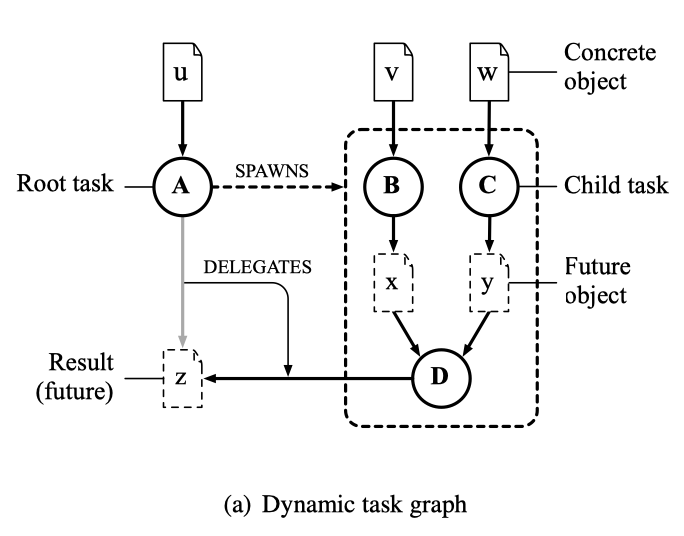 u
v
w
Concrete
object
Root task
A
SPAWNS
B
C
Child task
DELEGATES
x
y
Future
object
Result
(future)
z
D
(a) Dynamic task graph